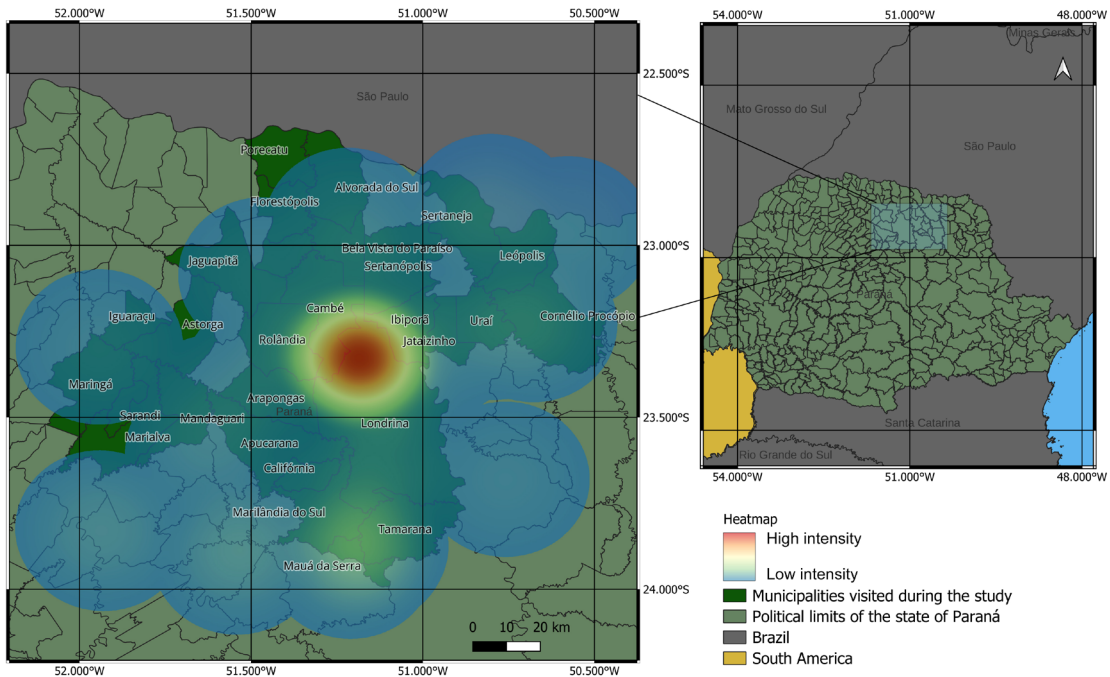 52.000°W 51.500°W 51.000°W 50.500°W
54.000°W 51.000°W 48.000°W
Minas Gerais
22.500°S
São Paulo
Mato Grosso do Sul
São Paulo
Porecatu
Alvorada do Sul
Florestópolis
Sertaneja
23.000°S
Bela Vista do Paraíso
Leópolis
Jaguapitã
Sertanópolis
Paraná
Cambé
Iguaraçu
Astorga
Ibiporã
Uraí
Cornélio Procópio
Rolândia
Jataizinho
Maringá
Arapongas
Paraná
Sarandi
Mandaguari
Londrina
23.500°S
Santa Catarina
Marialva
Apucarana
Califórnia
Rio Grande do Sul
54.000°W 51.000°W 48.000°W
Marilândia do Sul
Tamarana
Mauá da Serra
24.000°S
0 10 20 km
52.000°W 51.500°W 51.000°W 50.500°W
Heatmap
High intensity
Low intensity
Municipalities visited during the study
Political limits of the state of Paraná
Brazil
South America